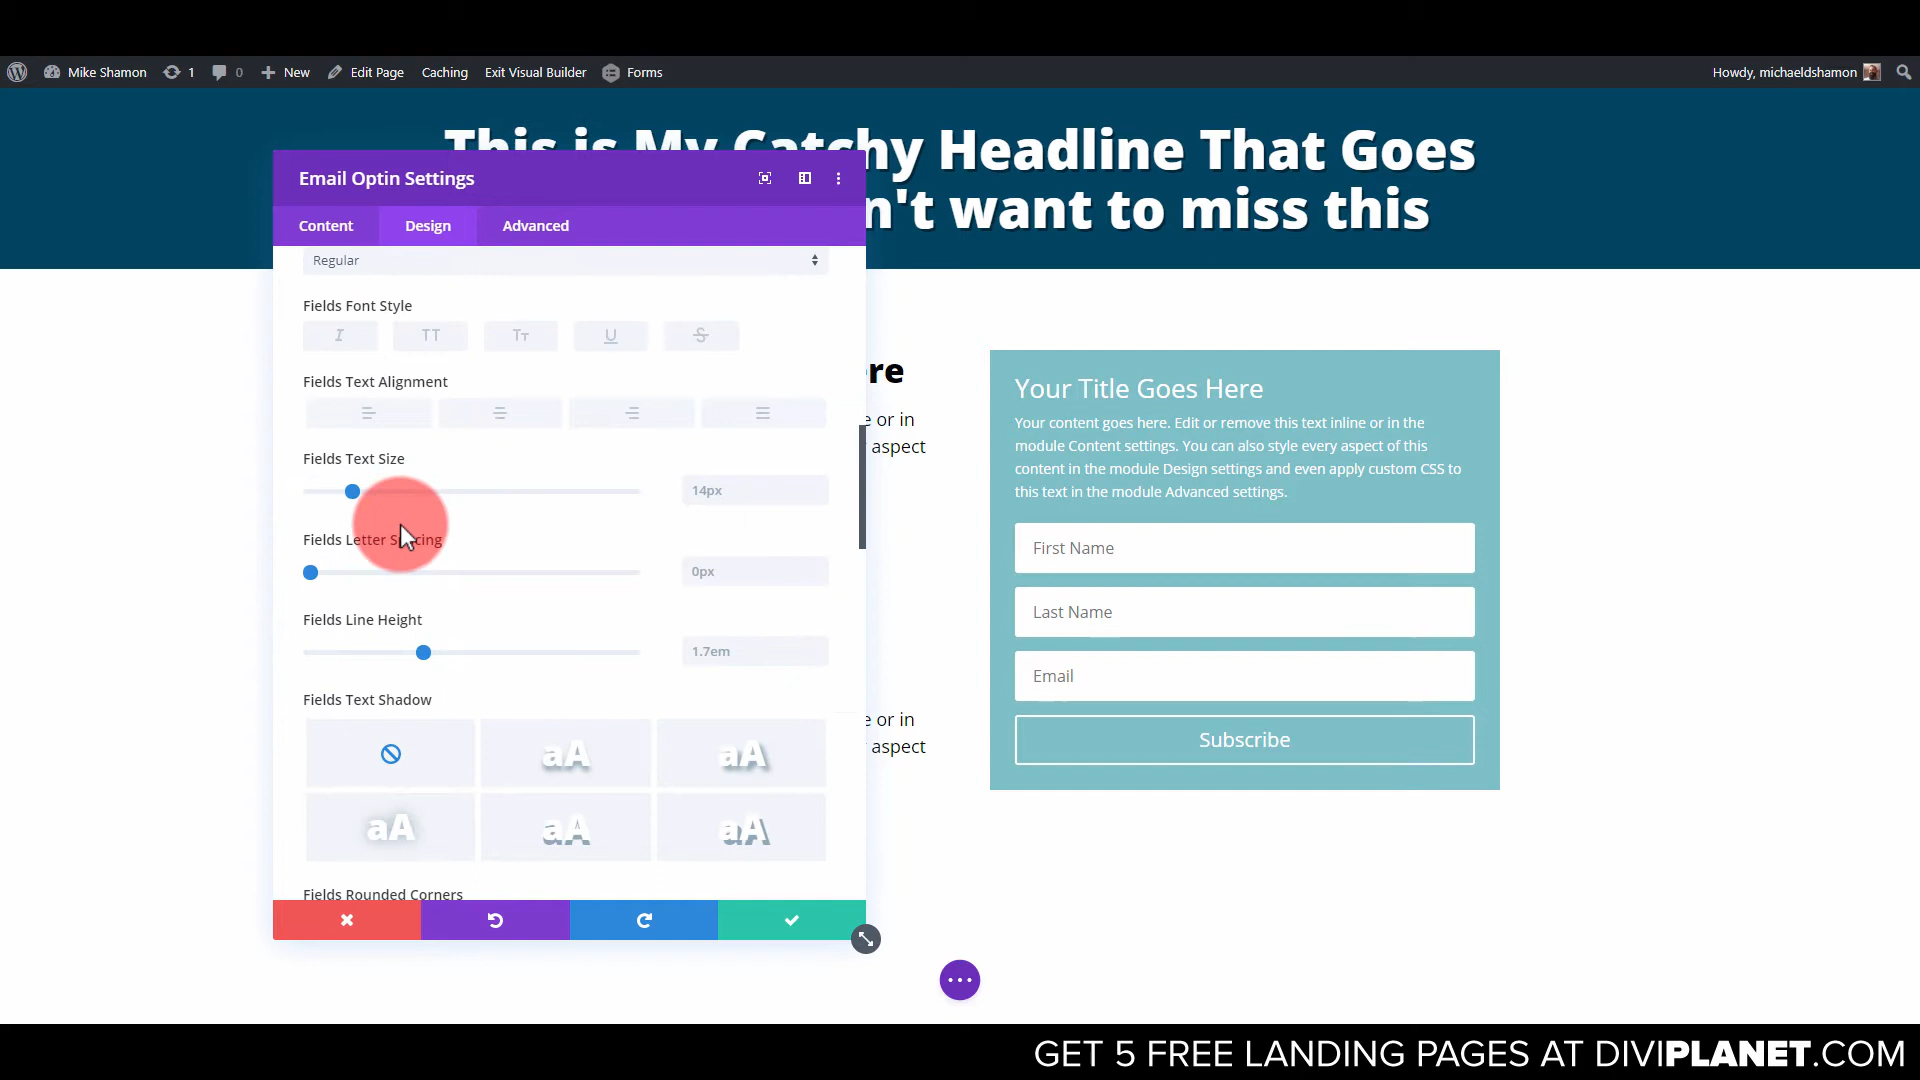 Mike Shamon 1 0 New Edit Page Caching Exit Visual Builder Forms Howdy, michaeldshamon
This is My Catchy Headline That Goes
n't want to miss this
Email Optin Settings
Content Design Advanced
Regular
Fields Font Style
I TT Tт U S
Fields Text Alignment
Fields Text Size
14px
Fields Letter Spacing
0px
Fields Line Height
1.7em
Fields Text Shadow
aA aA
aA aA aA
Fields Rounded Corners
ere
e or in
aspect
e or in
aspect
Your Title Goes Here
Your content goes here. Edit or remove this text inline or in the
module Content settings. You can also style every aspect of this
content in the module Design settings and even apply custom CSS to
this text in the module Advanced settings.
First Name
Last Name
Email
Subscribe
GET 5 FREE LANDING PAGES AT DIVIPLANET.COM